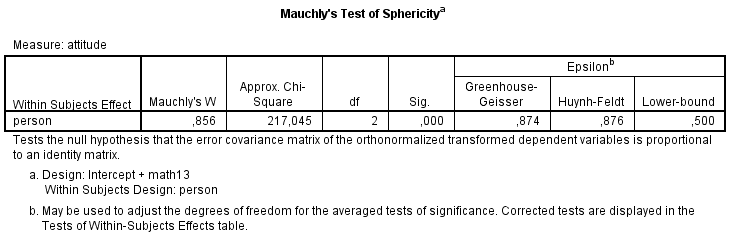 Mauchly's Test of Sphericityᵃ
Measure: attitude
Epsilonᵇ
Approx. Chi- Greenhouse-
Within Subjects Effect Mauchly's W Square df Sig. Geisser Huynh-Feldt Lower-bound
person ,856 217,045 2 ,000 ,874 ,876 ,500
Tests the null hypothesis that the error covariance matrix of the orthonormalized transformed dependent variables is proportional
to an identity matrix.
a. Design: Intercept + math13
Within Subjects Design: person
b. May be used to adjust the degrees of freedom for the averaged tests of significance. Corrected tests are displayed in the
Tests of Within-Subjects Effects table.